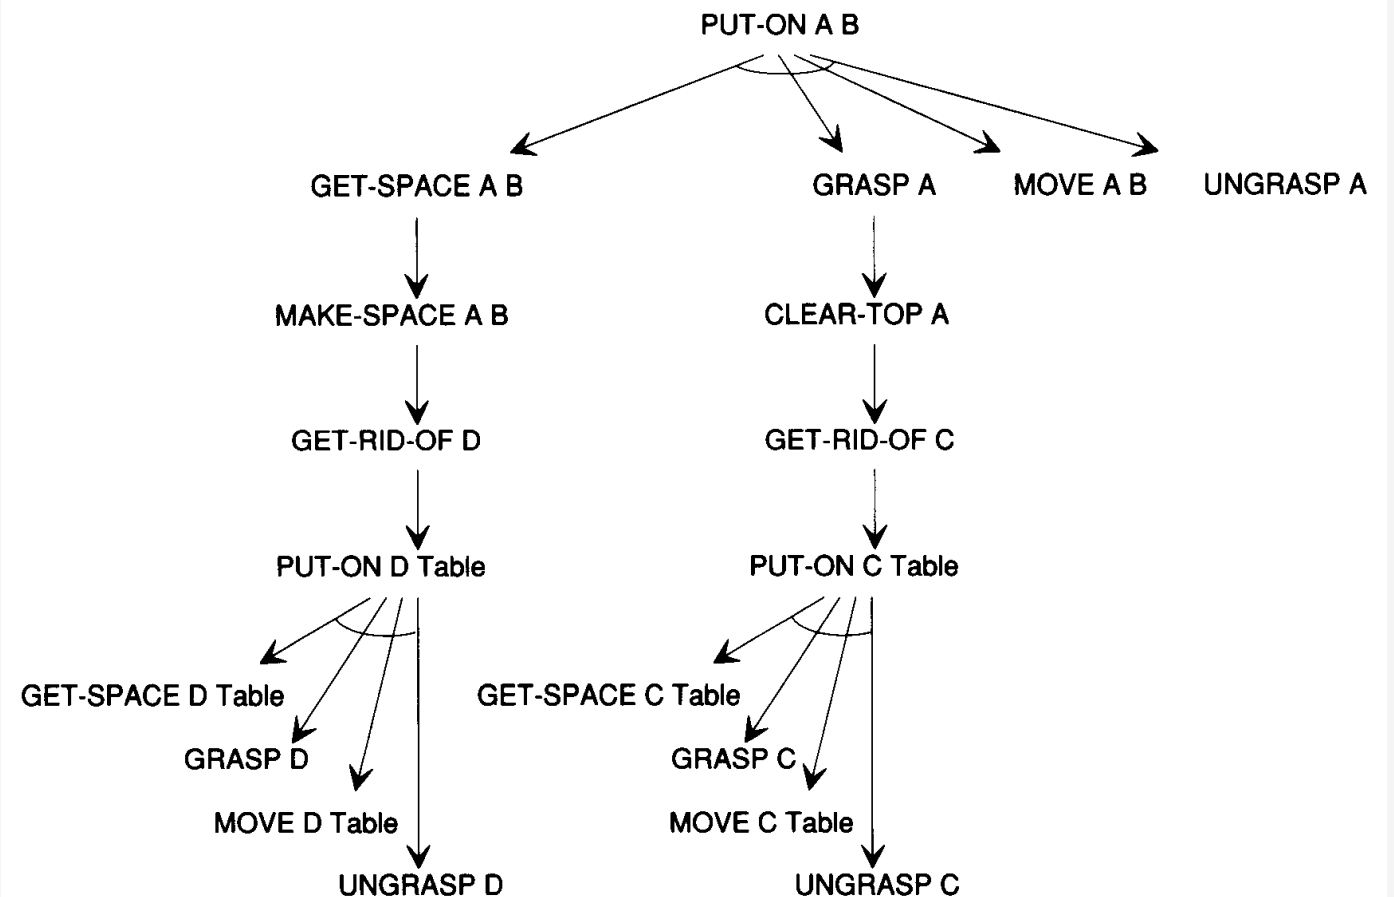 PUT-ON A B
GET-SPACE A B
GRASP A
MOVE A B
UNGRASP A
MAKE-SPACE A B
CLEAR-TOP A
GET-RID-OF D
GET-RID-OF C
PUT-ON D Table
PUT-ON C Table
GET-SPACE D Table
GET-SPACE C Table
GRASP D
GRASP C
MOVE D Table
MOVE C Table
UNGRASP D
UNGRASP C